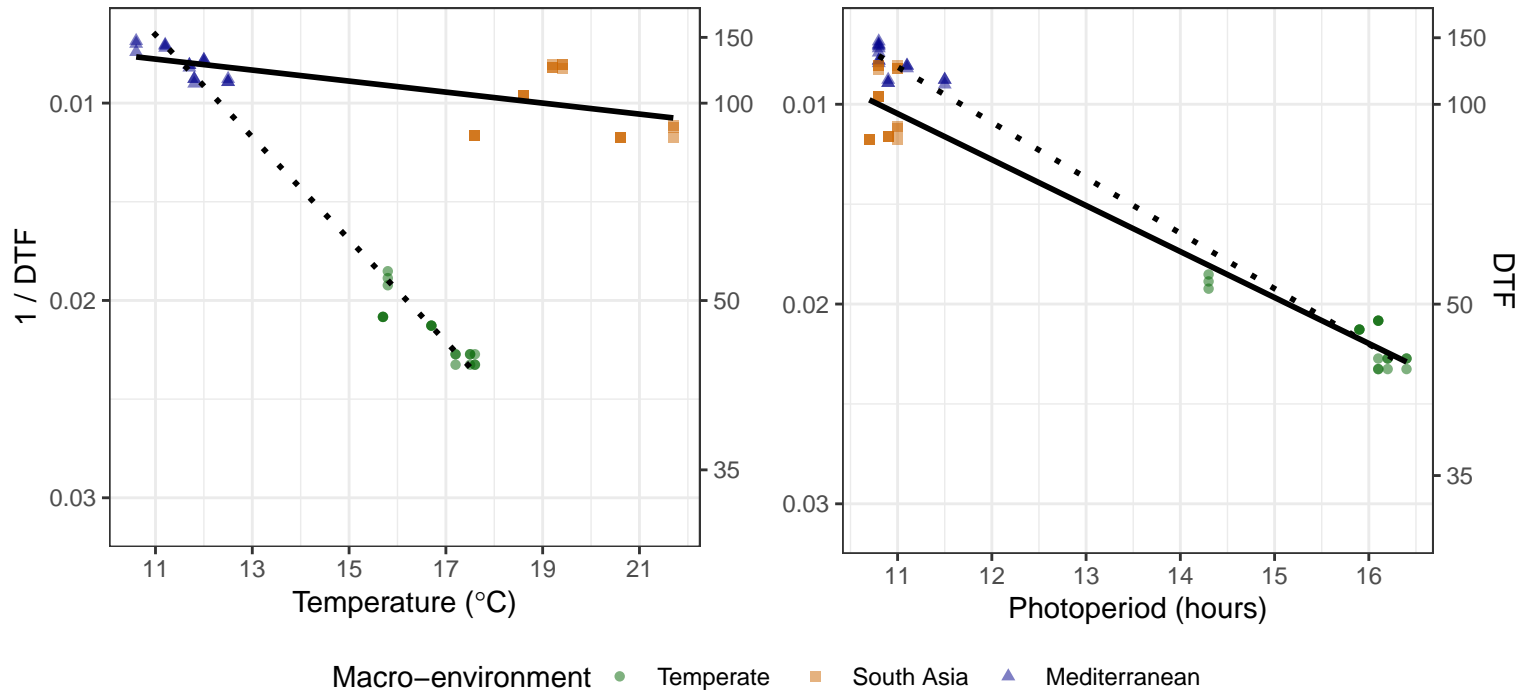 1 / DTF
0.01
0.02
0.03
150
100
50
35
11 13 15 17 19 21
Temperature (°C)
0.01
0.02
0.03
150
100
50
35
DTF
11 12 13 14 15 16
Photoperiod (hours)
Macro−environment Temperate South Asia Mediterranean